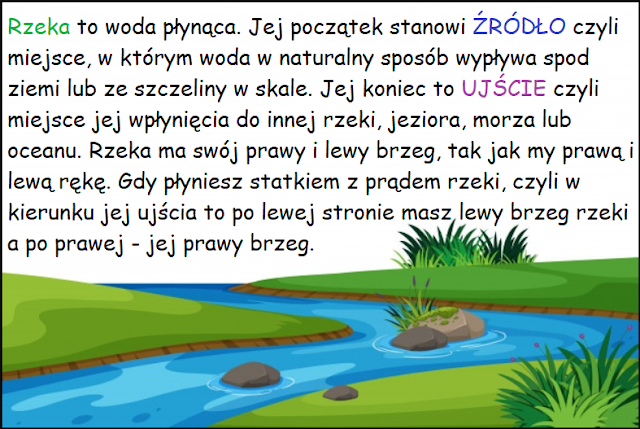 Rzeka to woda płynąca. Jej początek stanowi ŹRÓDŁO czyli
miejsce, w którym woda w naturalny sposób wypływa spod
ziemi lub ze szczeliny w skale. Jej koniec to UJŚCIE czyli
miejsce jej wpłynięcia do innej rzeki, jeziora, morza lub
oceanu. Rzeka ma swój prawy i lewy brzeg, tak jak my prawą i
lewą rękę. Gdy płyniesz statkiem z prądem rzeki, czyli w
kierunku jej ujścia to po lewej stronie masz lewy brzeg rzeki
a po prawej - jej prawy brzeg.